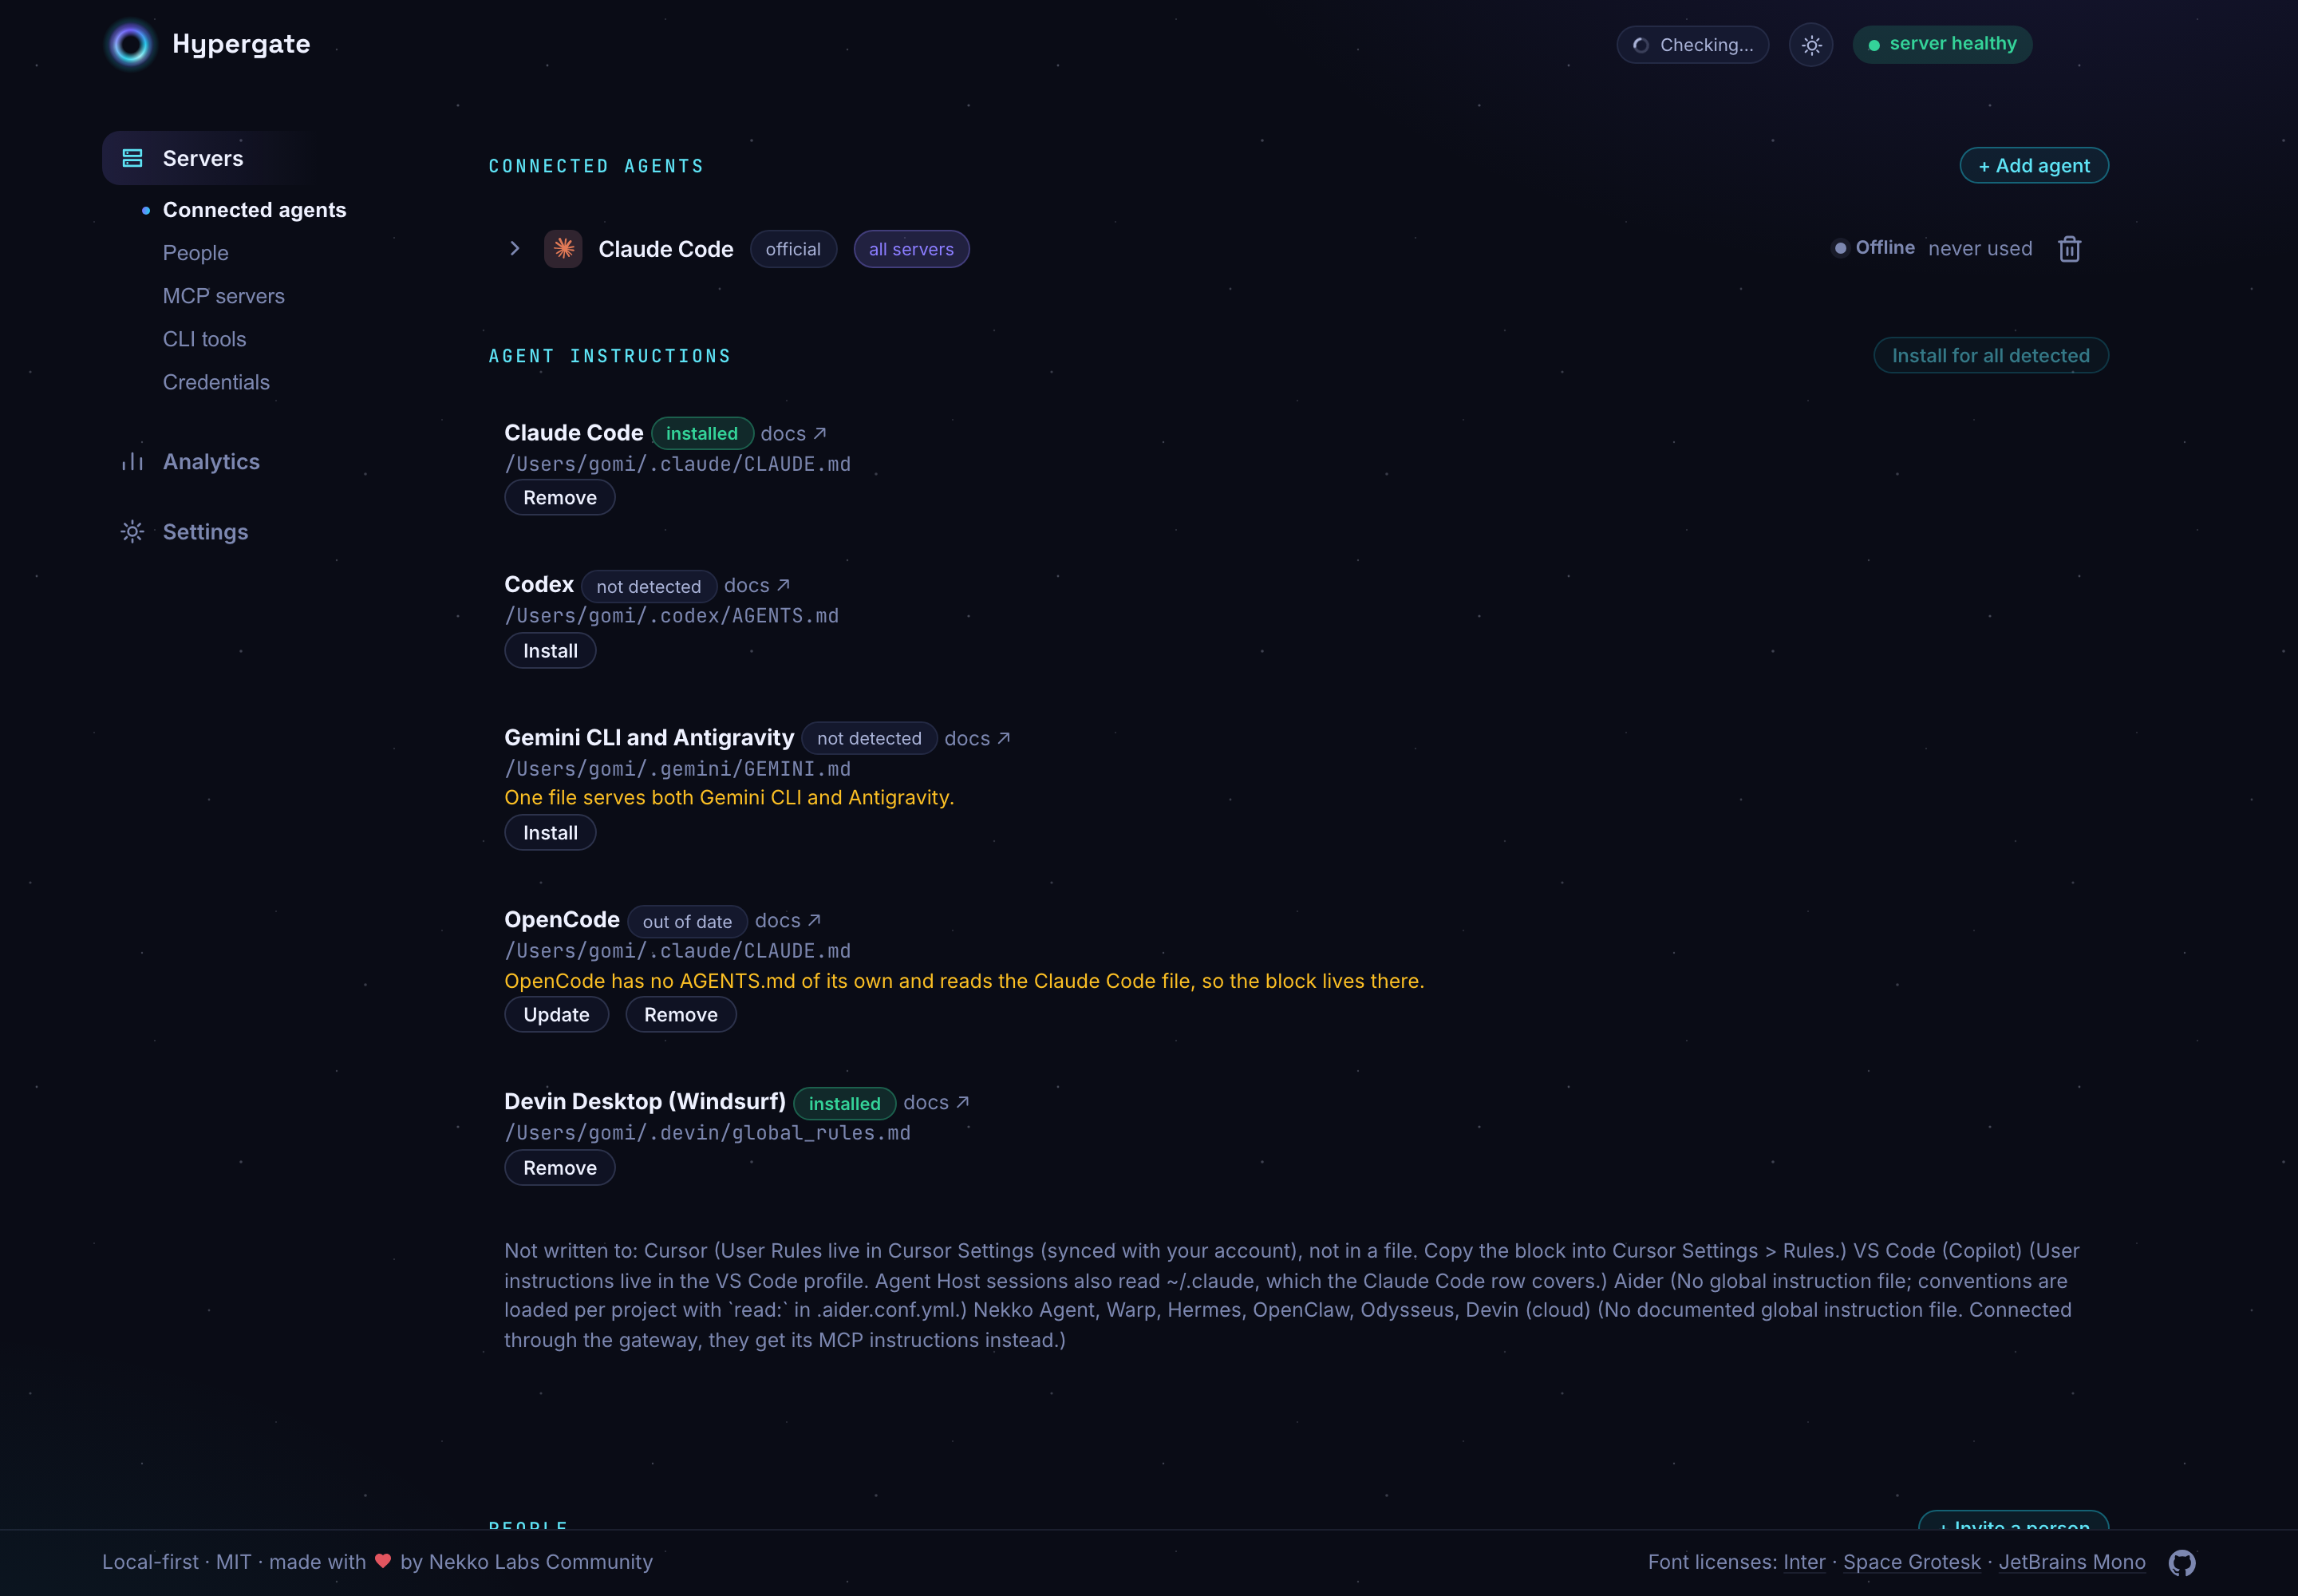 Hypergate
Checking...
server healthy
Servers
Connected agents
People
MCP servers
CLI tools
Credentials
Analytics
Settings
CONNECTED AGENTS
+ Add agent
Claude Code official all servers
Offline never used
AGENT INSTRUCTIONS
Install for all detected
Claude Code installed docs ↗
/Users/gomi/.claude/CLAUDE.md
Remove
Codex not detected docs ↗
/Users/gomi/.codex/AGENTS.md
Install
Gemini CLI and Antigravity not detected docs ↗
/Users/gomi/.gemini/GEMINI.md
One file serves both Gemini CLI and Antigravity.
Install
OpenCode out of date docs ↗
/Users/gomi/.claude/CLAUDE.md
OpenCode has no AGENTS.md of its own and reads the Claude Code file, so the block lives there.
Update Remove
Devin Desktop (Windsurf) installed docs ↗
/Users/gomi/.devin/global_rules.md
Remove
Not written to: Cursor (User Rules live in Cursor Settings (synced with your account), not in a file. Copy the block into Cursor Settings > Rules.) VS Code (Copilot) (User
instructions live in the VS Code profile. Agent Host sessions also read ~/.claude, which the Claude Code row covers.) Aider (No global instruction file; conventions are
loaded per project with `read:` in .aider.conf.yml.) Nekko Agent, Warp, Hermes, OpenClaw, Odysseus, Devin (cloud) (No documented global instruction file. Connected
through the gateway, they get its MCP instructions instead.)
PEOPLE
+ Invite a person
Local-first · MIT · made with ❤ by Nekko Labs Community
Font licenses: Inter · Space Grotesk · JetBrains Mono